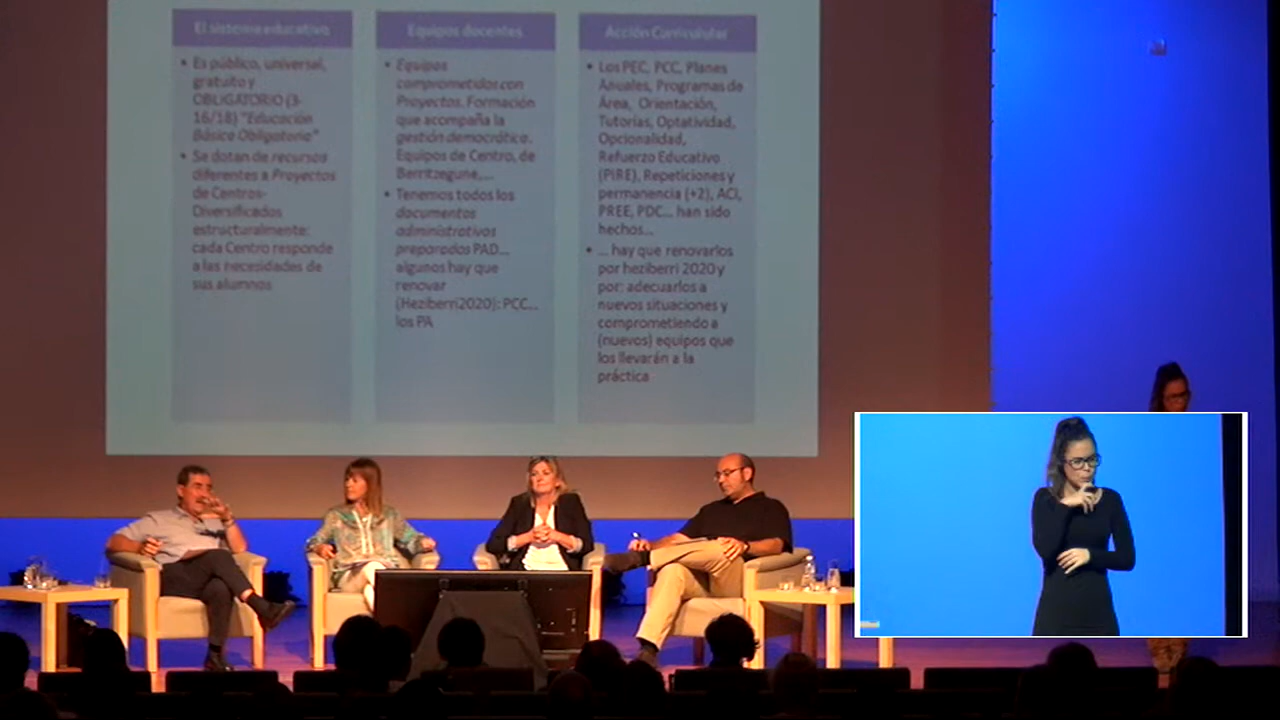 El sistema educativo
• Es público, universal,
gratuito y
OBLIGATORIO (3-
16/18) "Educación
Básica Obligatoria"
• Se dotan de recursos
diferentes a Proyectos
de Centros-
Diversificados
estructuralmente:
cada Centro responde
a las necesidades de
sus alumnos
Equipos docentes
• Equipos
comprometidos con
Proyectos. Formación
que acompaña la
gestión democrática.
Equipos de Centro, de
Berritzegune,...
• Tenemos todos los
documentos
administrativos
preparados PAD...
algunos hay que
renovar
(Heziberri2020): PCC...
los PA
Acción Curricular
• Los PEC, PCC, Planes
Anuales, Programas de
Área, Orientación,
Tutorías, Optatividad,
Opcionalidad,
Refuerzo Educativo
(PIRE), Repeticiones y
permanencia (+2), ACI,
PREE, PDC... han sido
hechos...
• ... hay que renovarlos
por heziberri 2020 y
por: adecuarlos a
nuevos situaciones y
comprometiendo a
(nuevos) equipos que
los llevarán a la
práctica